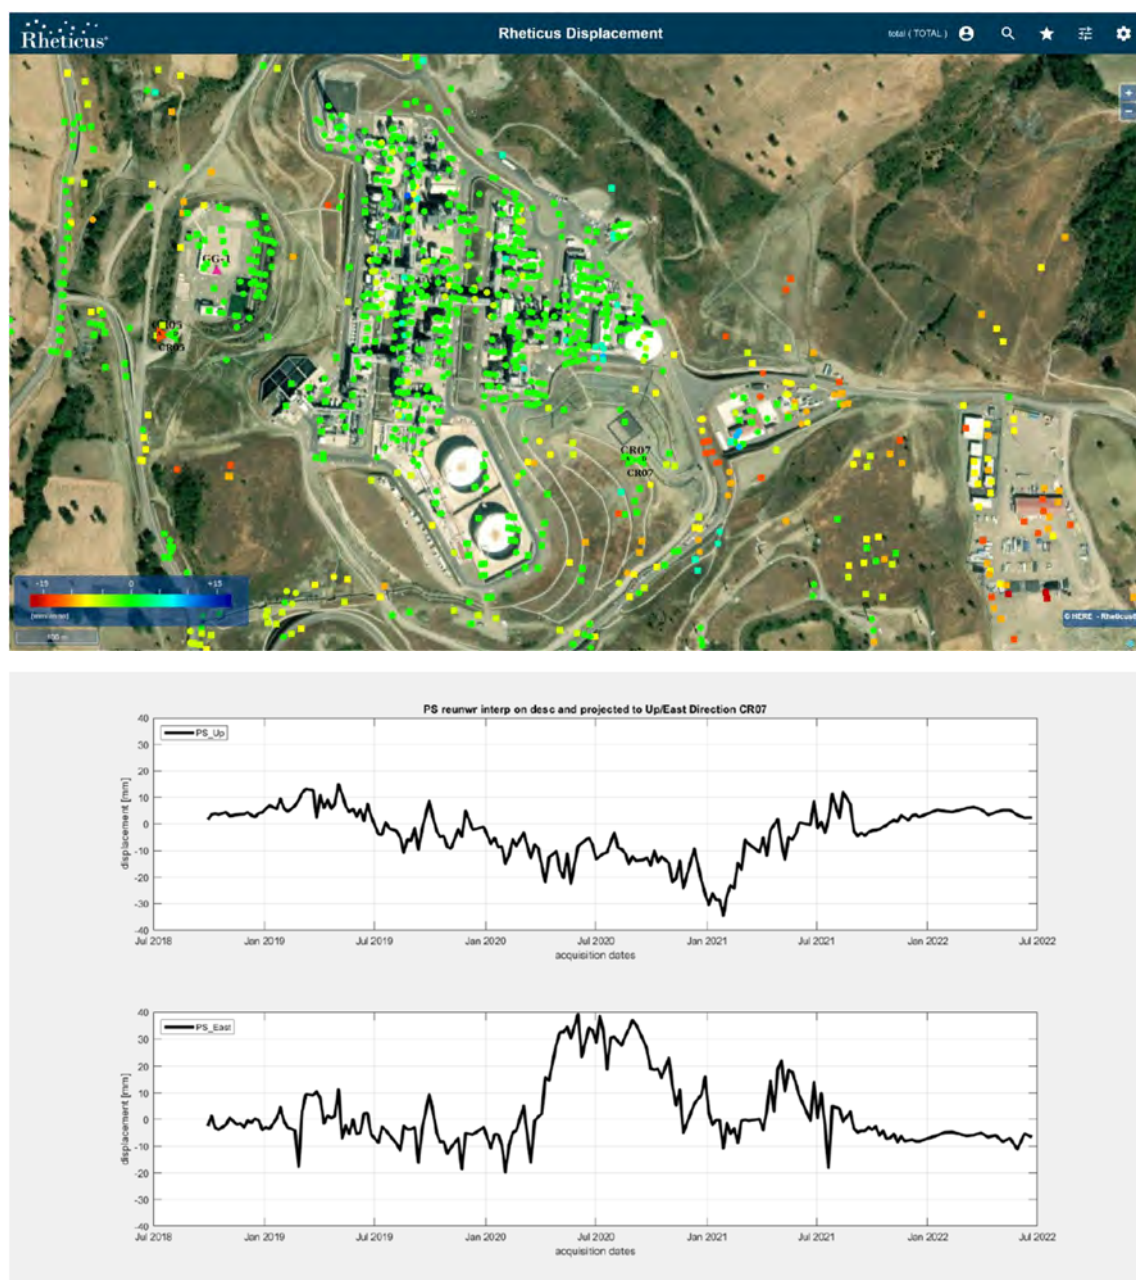 Rheticus
Rheticus Displacement
total ( TOTAL )
+
−
GG-1
CR05
CR07
CR07
-15 0 +15
100 m
© HERE - Rheticus
PS reunwr interp on desc and projected to Up/East Direction CR07
PS_Up
displacement [mm]
40
30
20
10
0
-10
-20
-30
-40
Jul 2018 Jan 2019 Jul 2019 Jan 2020 Jul 2020 Jan 2021 Jul 2021 Jan 2022 Jul 2022
acquisition dates
PS_East
displacement [mm]
40
30
20
10
0
-10
-20
-30
-40
Jul 2018 Jan 2019 Jul 2019 Jan 2020 Jul 2020 Jan 2021 Jul 2021 Jan 2022 Jul 2022
acquisition dates